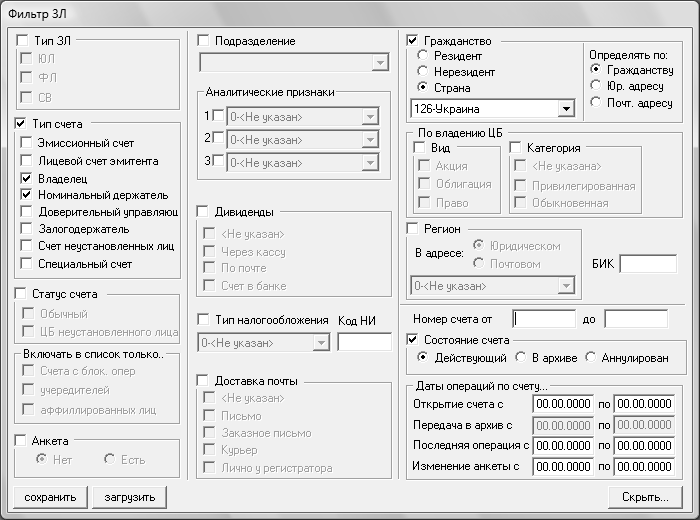 Фильтр ЗЛ
Тип ЗЛ
ЮЛ
ФЛ
СВ
Тип счета
Эмиссионный счет
Лицевой счет эмитента
Владелец
Номинальный держатель
Доверительный управляющ
Залогодержатель
Счет неустановленных лиц
Специальный счет
Статус счета
Обычный
ЦБ неустановленного лица
Включать в список только..
Счета с блок. опер
учередителей
аффиллированных лиц
Анкета
Нет Есть
сохранить загрузить
Подразделение
Аналитические признаки
1 0-<Не указан>
2 0-<Не указан>
3 0-<Не указан>
Дивиденды
<Не указан>
Через кассу
По почте
Счет в банке
Тип налогообложения Код НИ
0-<Не указан>
Доставка почты
<Не указан>
Письмо
Заказное письмо
Курьер
Лично у регистратора
Гражданство
Резидент
Нерезидент
Страна
126-Украина
Определять по:
Гражданству
Юр. адресу
Почт. адресу
По владению ЦБ
Вид
Акция
Облигация
Право
Категория
<Не указана>
Привилегированная
Обыкновенная
Регион
В адресе: Юридическом
Почтовом
0-<Не указан>
БИК
Номер счета от до
Состояние счета
Действующий В архиве Аннулирован
Даты операций по счету...
Открытие счета с 00.00.0000 по 00.00.0000
Передача в архив с 00.00.0000 по 00.00.0000
Последняя операция с 00.00.0000 по 00.00.0000
Изменение анкеты с 00.00.0000 по 00.00.0000
Скрыть...